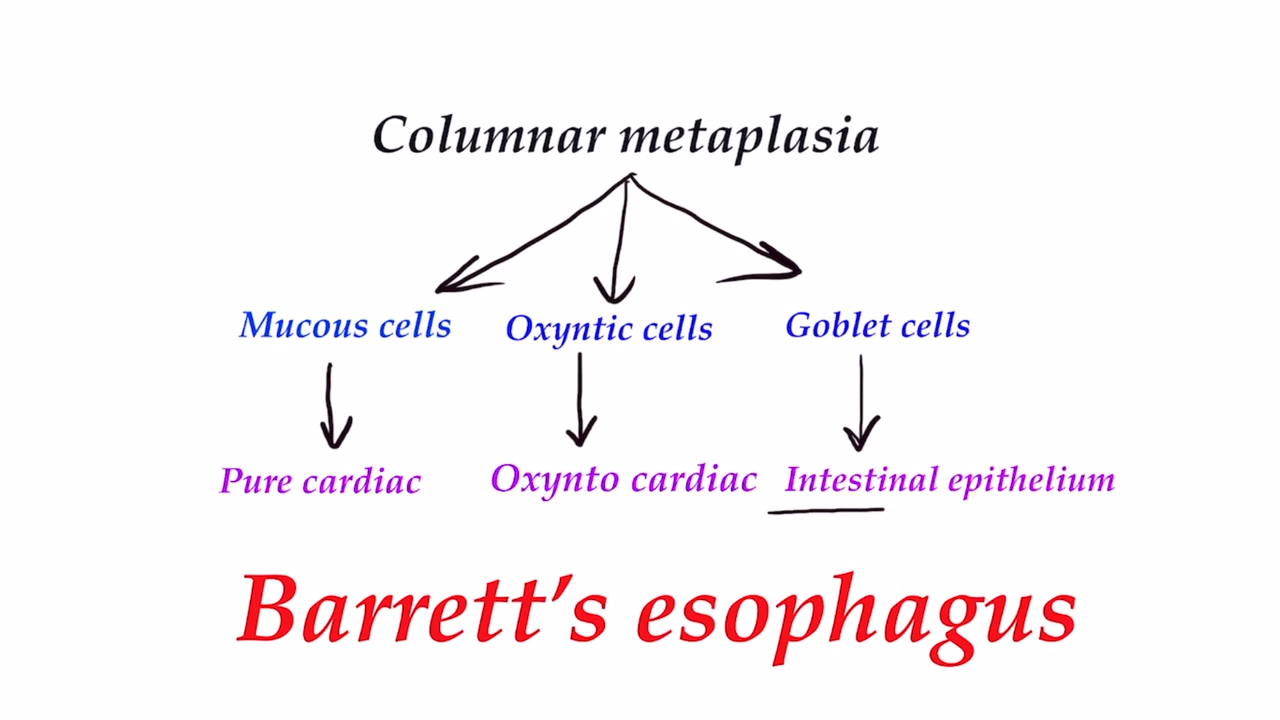 Columnar metaplasia
Mucous cells Oxyntic cells Goblet cells
Pure cardiac Oxynto cardiac Intestinal epithelium
Barrett's esophagus